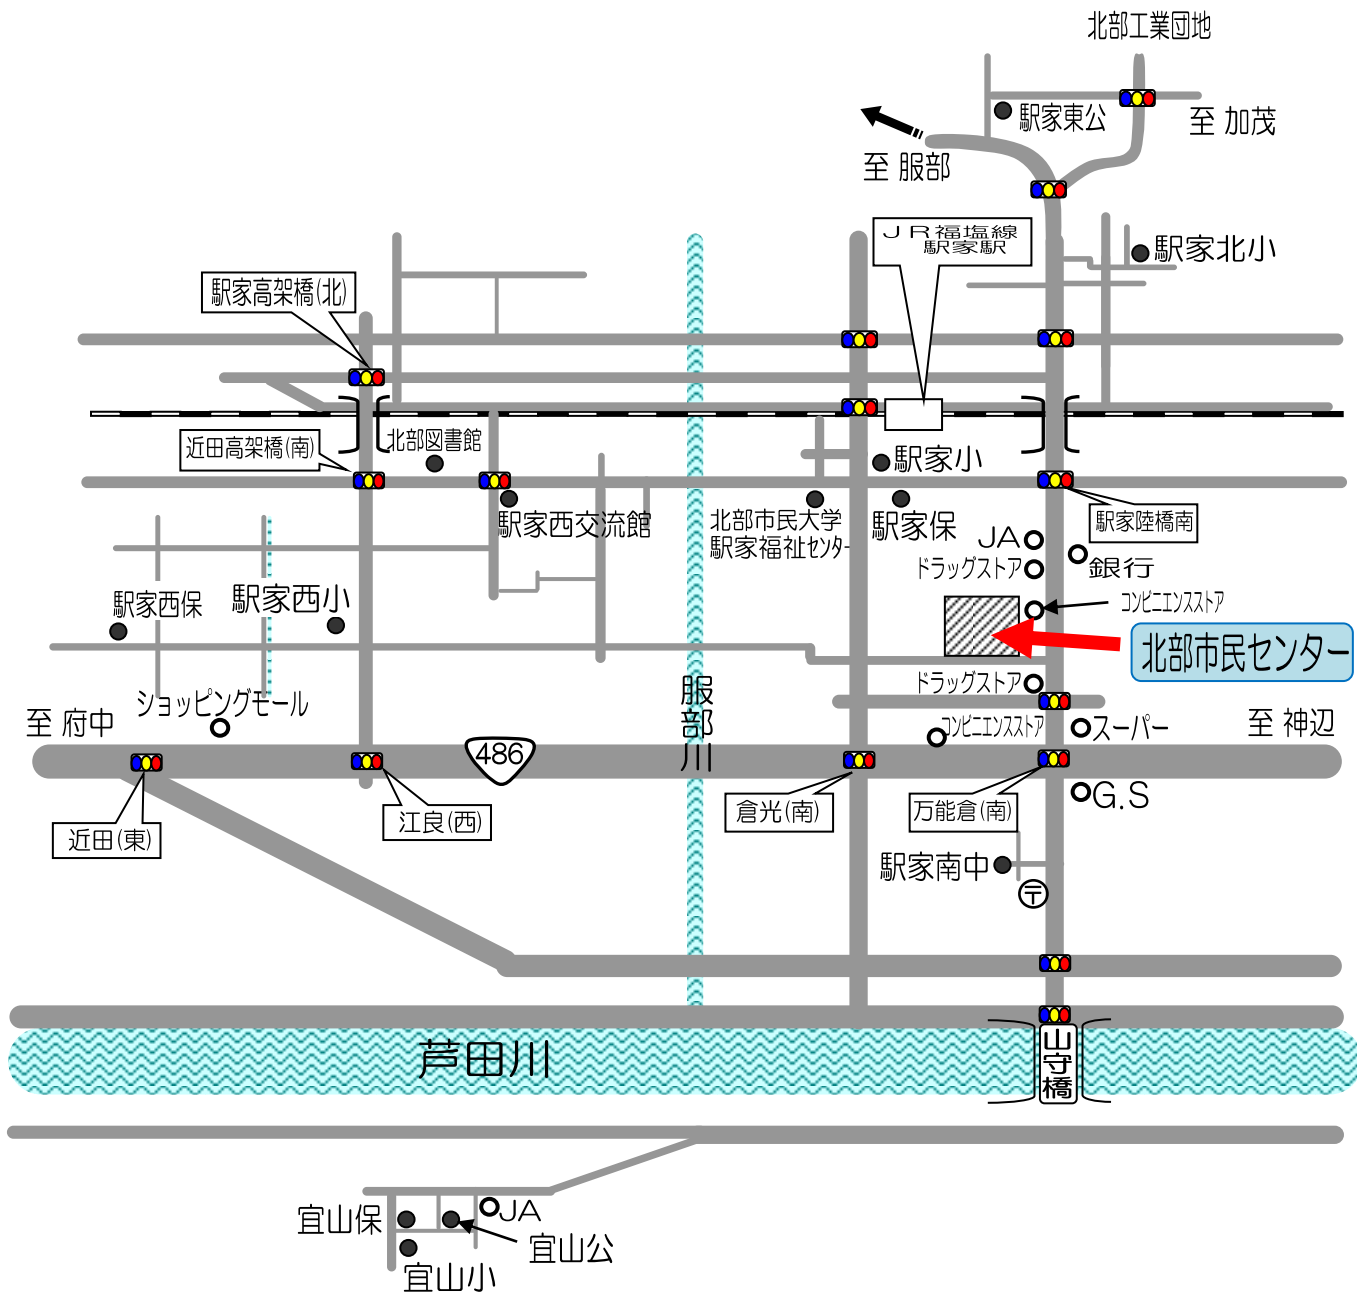 北部工業団地
駅家東公
至 加茂
至 服部
JR福塩線
駅家駅
駅家北小
駅家高架橋(北)
近田高架橋(南)
北部図書館
駅家小
駅家西交流館
北部市民大学
駅家福祉センター
駅家保
駅家陸橋南
JA
銀行
ドラッグストア
コンビニエンスストア
駅家西保
駅家西小
北部市民センター
ショッピングモール
服部川
ドラッグストア
至 府中
コンビニエンスストア
スーパー
至 神辺
486
近田(東)
江良(西)
倉光(南)
万能倉(南)
G.S
駅家南中
〒
芦田川
山守橋
宜山保
JA
宜山公
宜山小